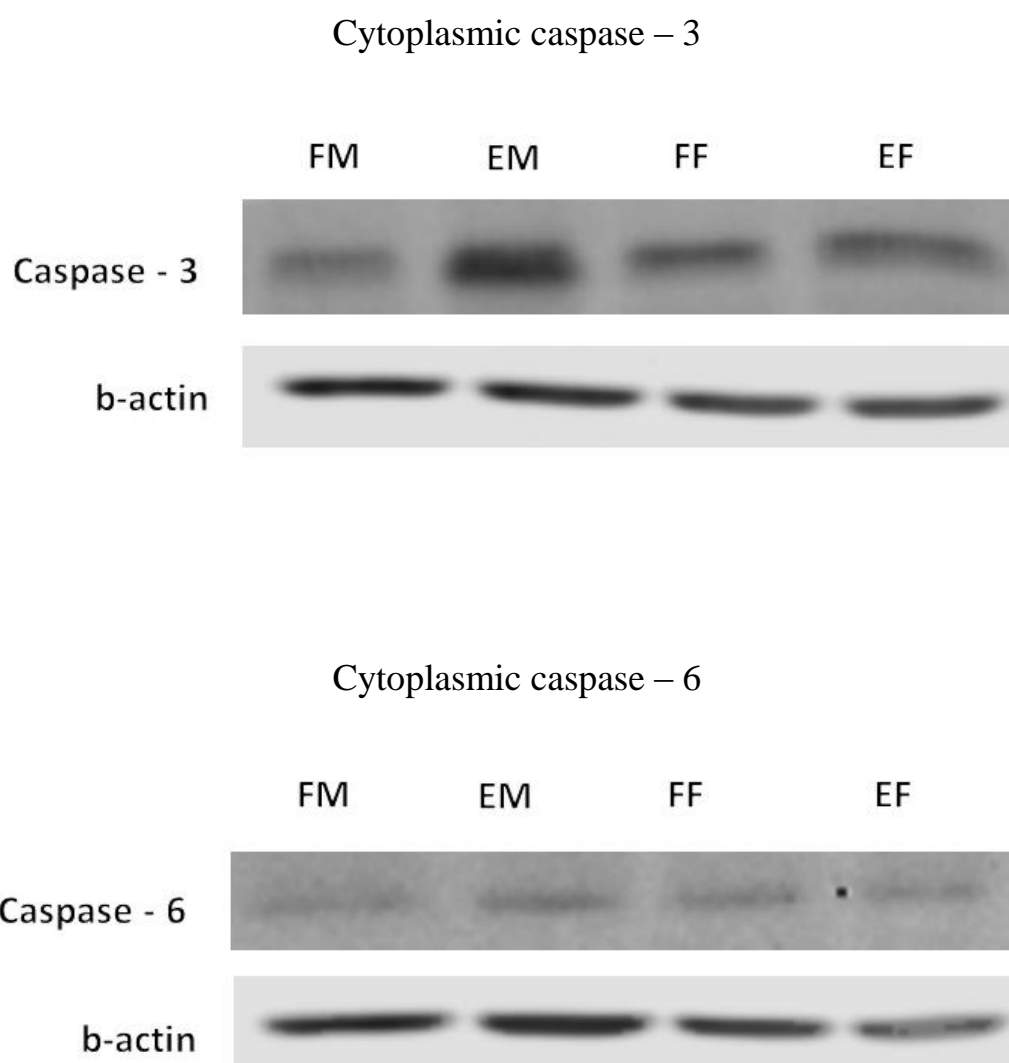 Cytoplasmic caspase – 3
FM EM FF EF
Caspase - 3
b-actin
Cytoplasmic caspase – 6
FM EM FF EF
Caspase - 6
b-actin